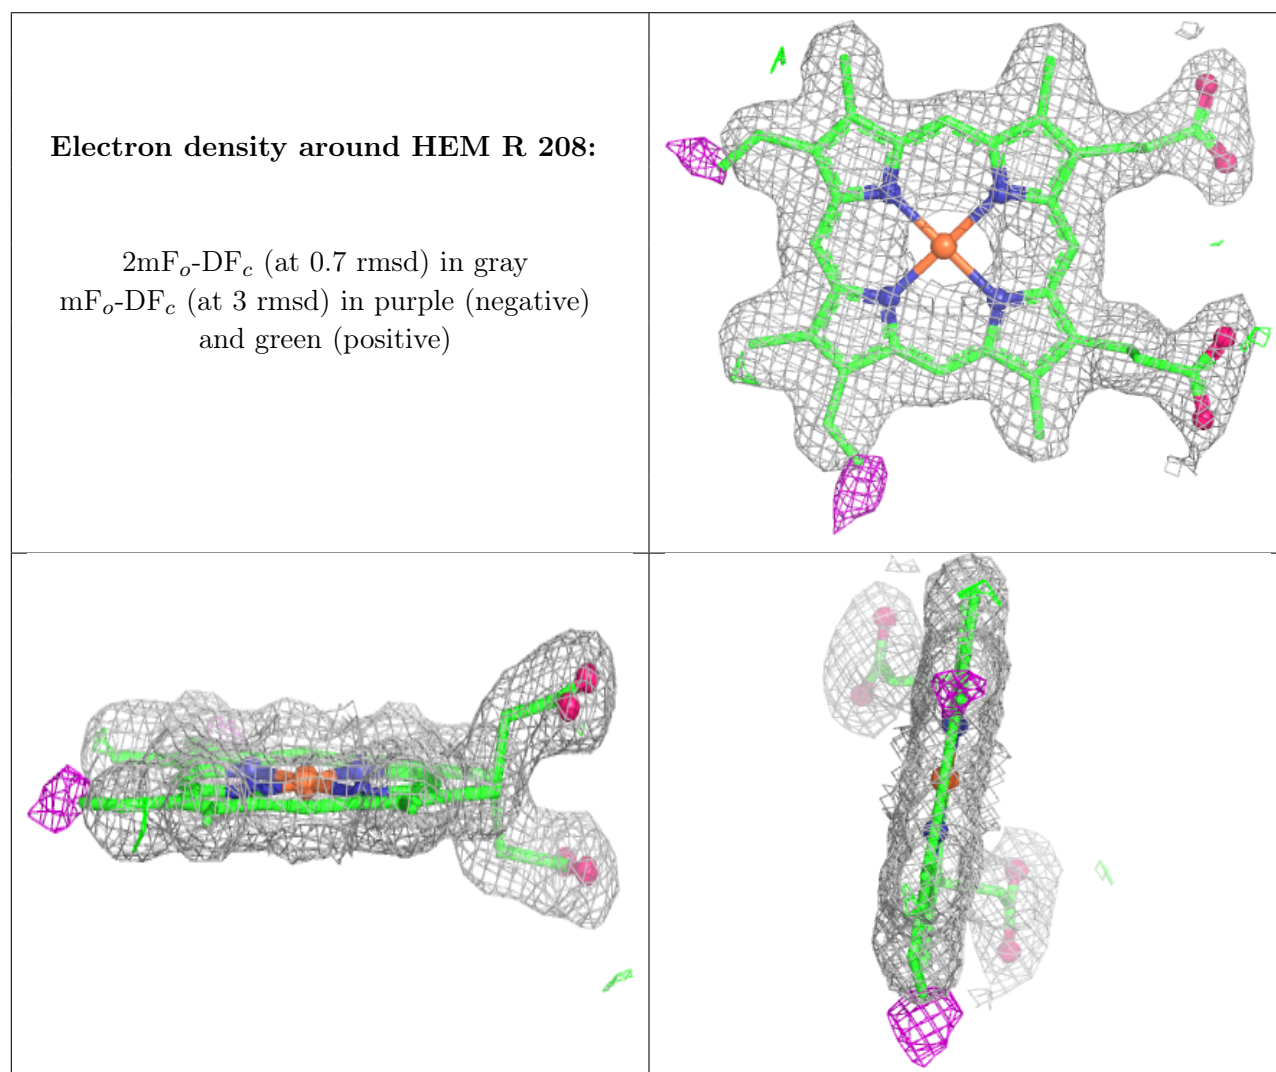 Electron density around HEM R 208:
2mFo-DFc (at 0.7 rmsd) in gray
mFo-DFc (at 3 rmsd) in purple (negative)
and green (positive)